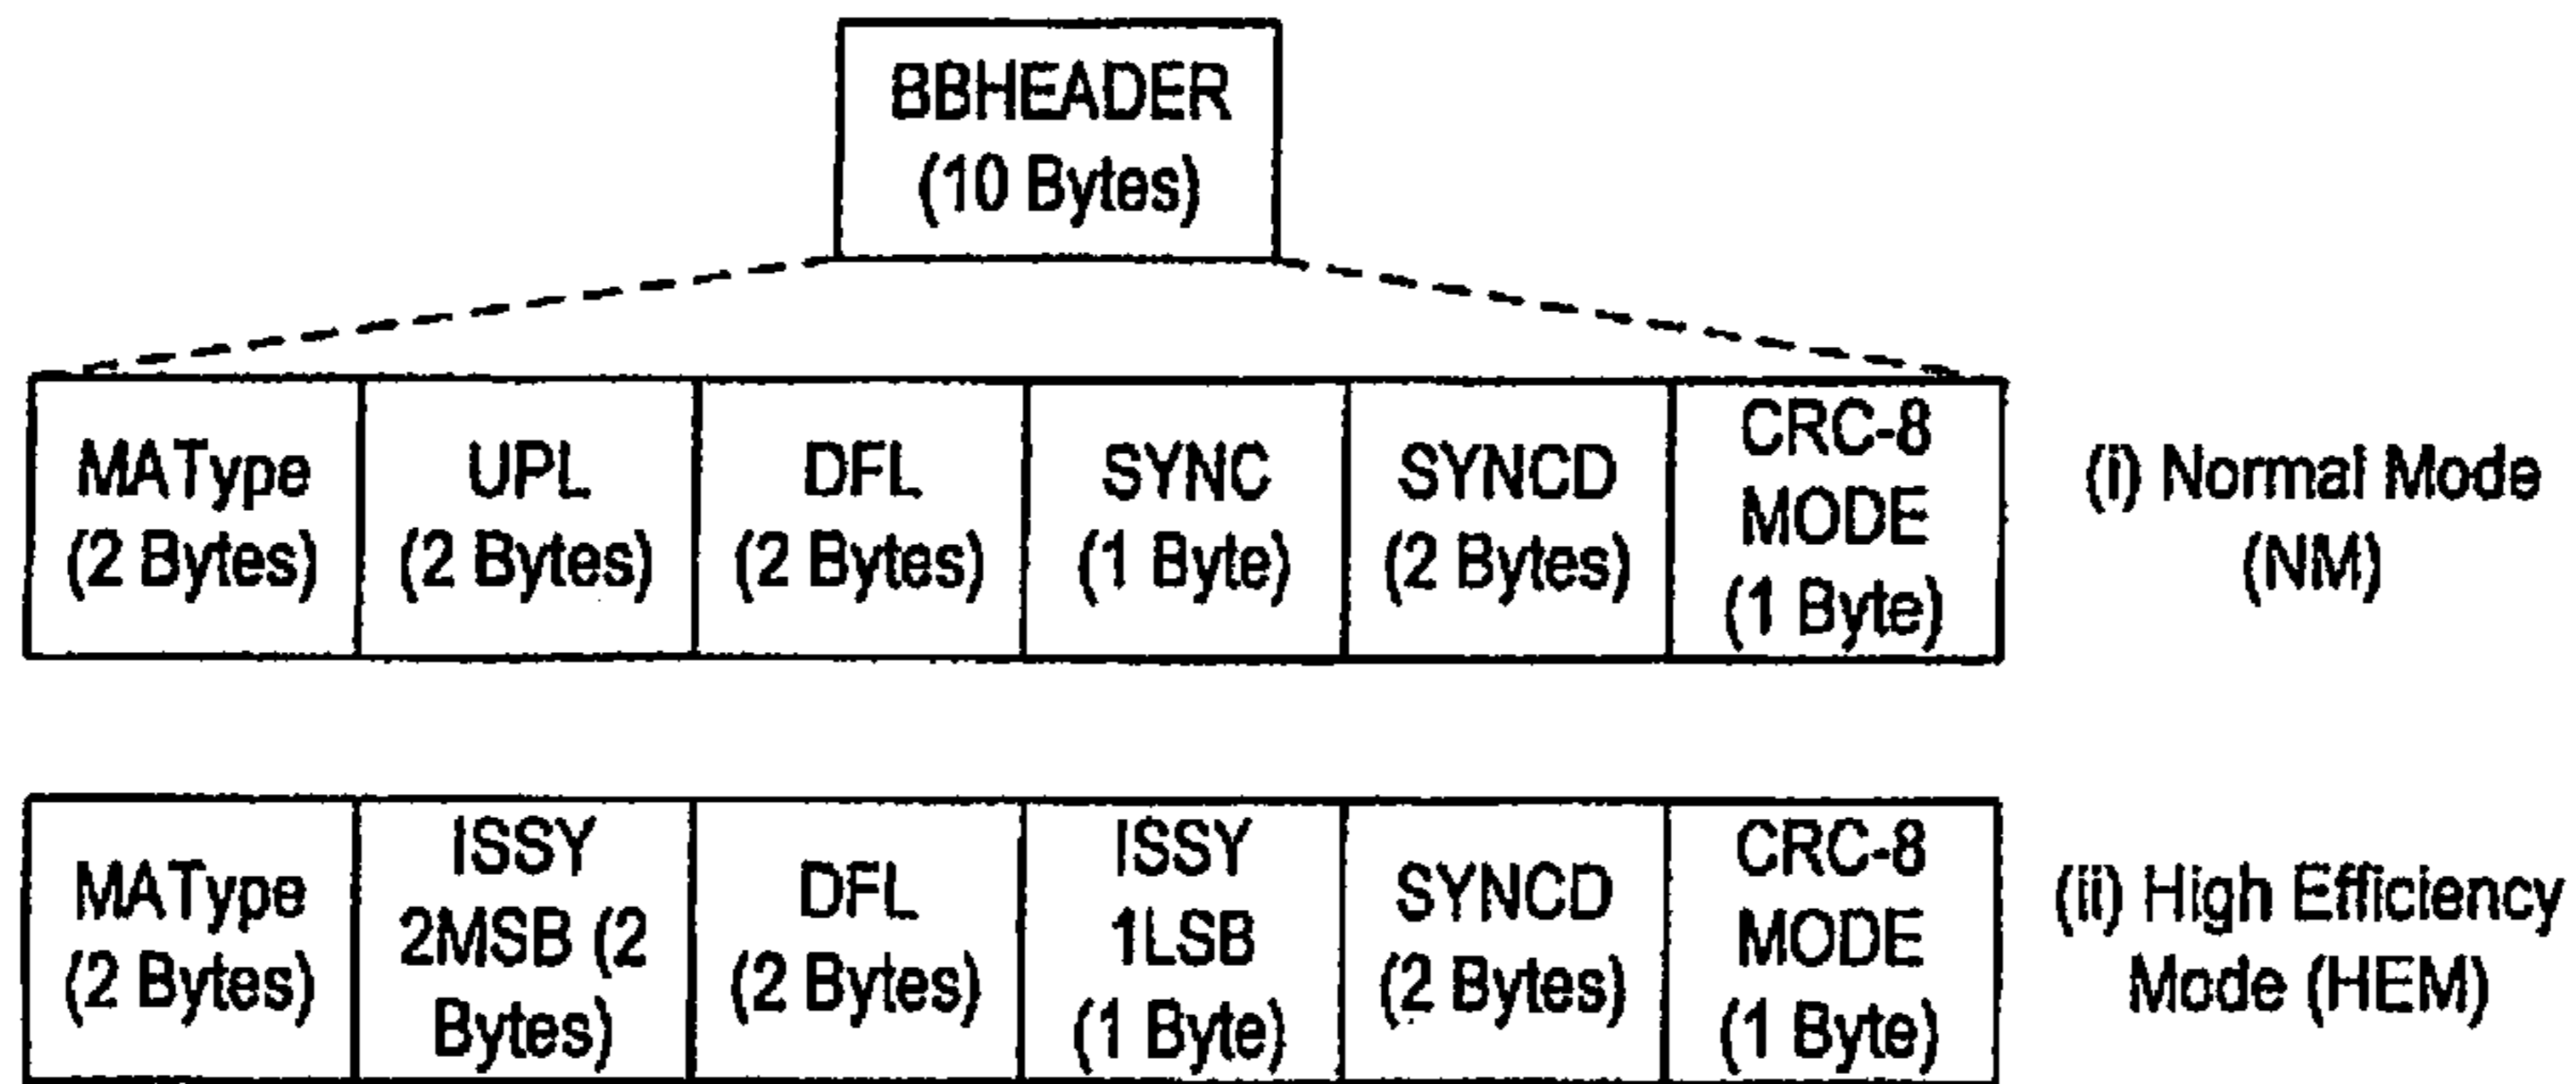 BBHEADER
(10 Bytes)
MAType
(2 Bytes)
UPL
(2 Bytes)
DFL
(2 Bytes)
SYNC
(1 Byte)
SYNCD
(2 Bytes)
CRC-8
MODE
(1 Byte)
(i) Normal Mode
(NM)
MAType
(2 Bytes)
ISSY
2MSB (2
Bytes)
DFL
(2 Bytes)
ISSY
1LSB
(1 Byte)
SYNCD
(2 Bytes)
CRC-8
MODE
(1 Byte)
(ii) High Efficiency
Mode (HEM)